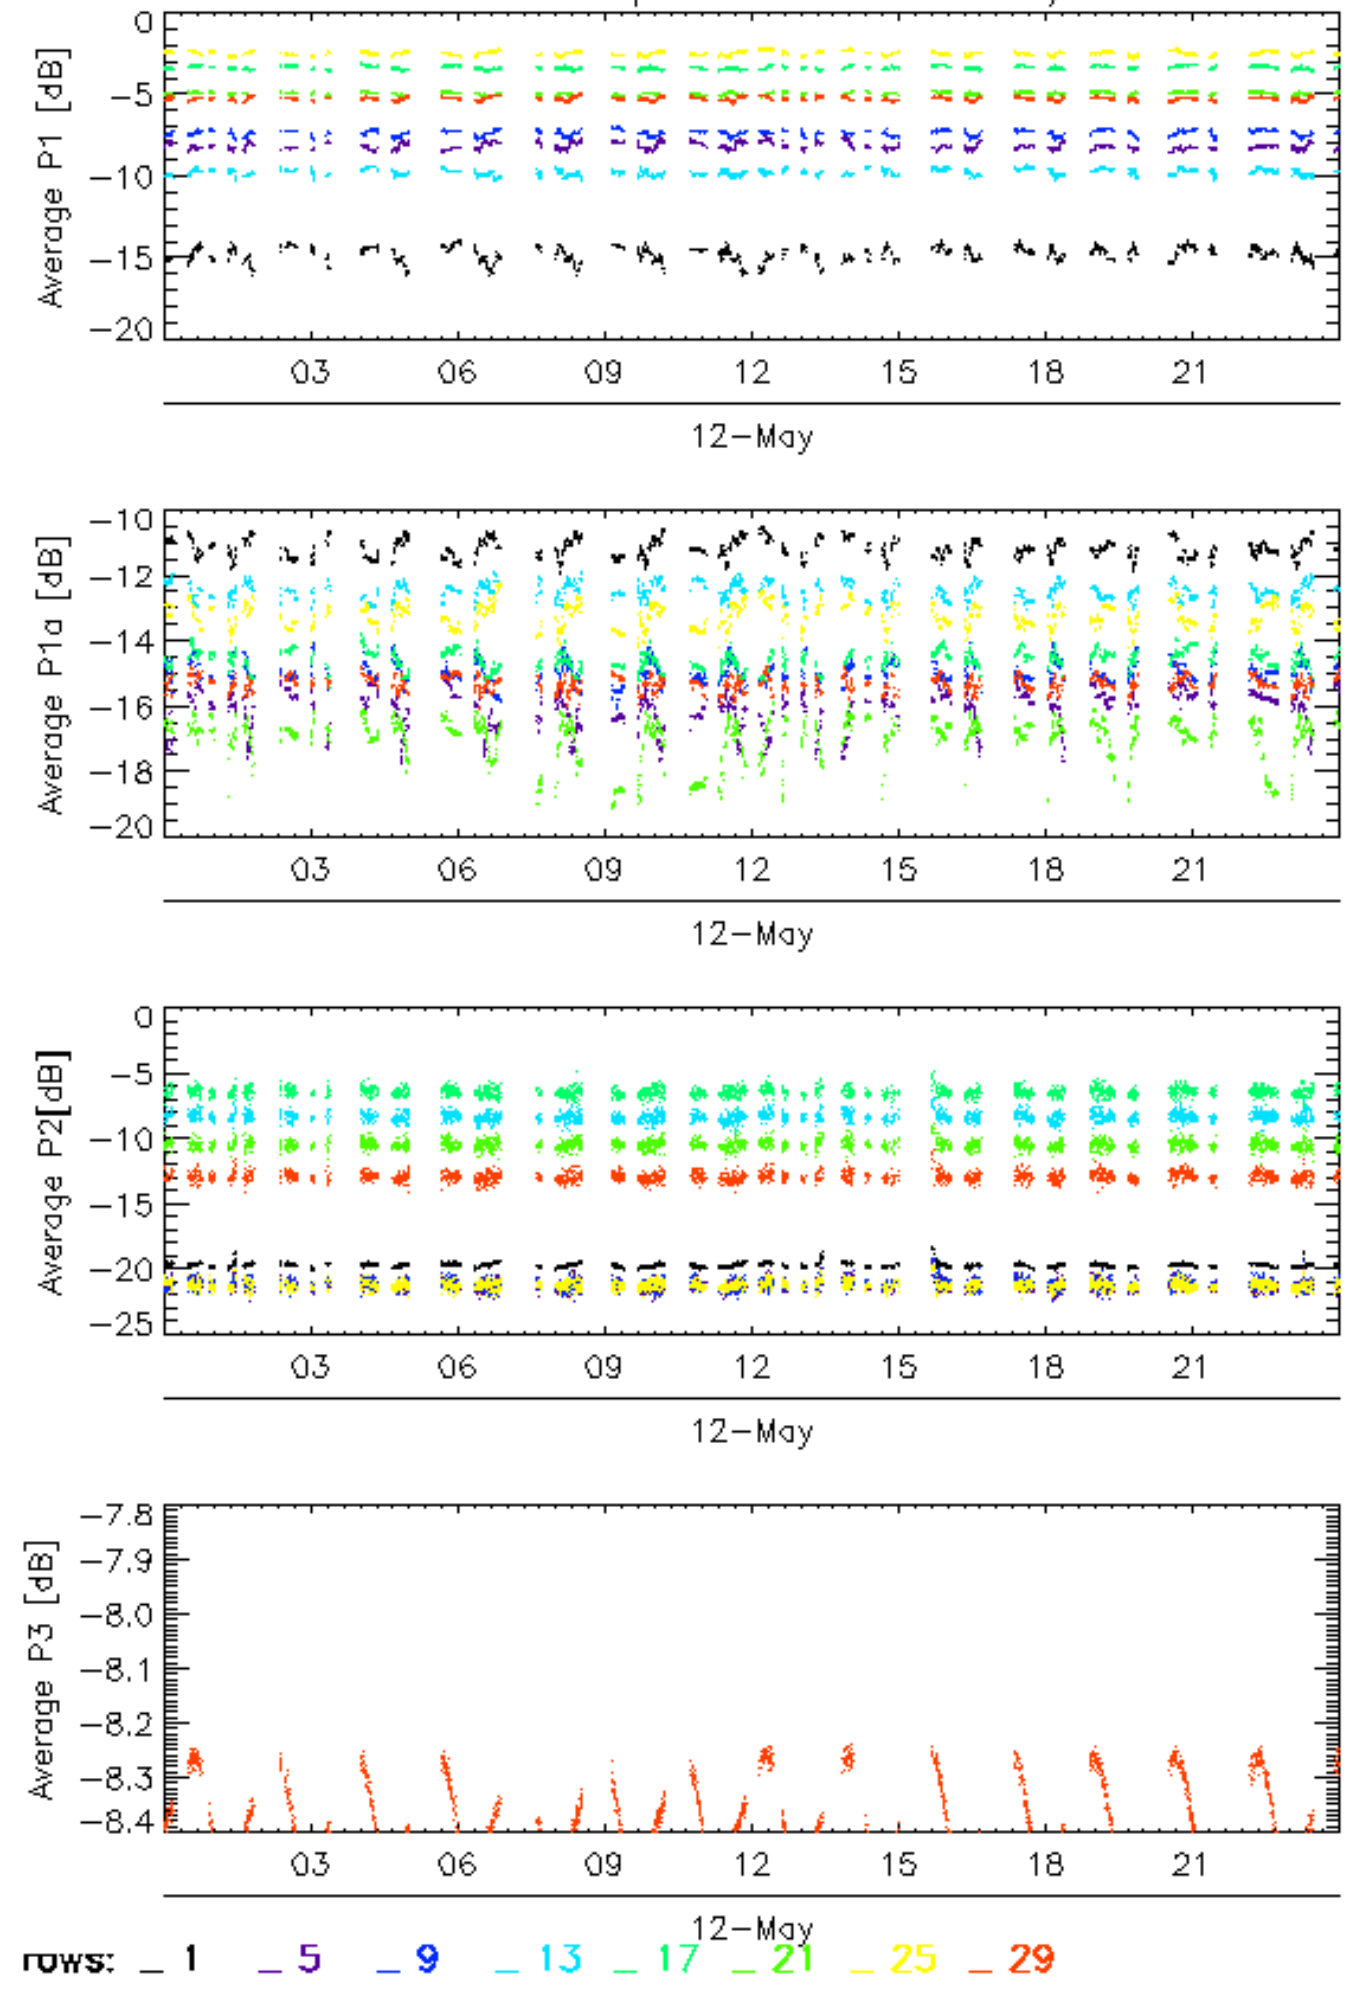 Average P1 [dB]
0
−5
−10
−15
−20
03 06 09 12 15 18 21
12−May
Average P1a [dB]
−10
−12
−14
−16
−18
−20
03 06 09 12 15 18 21
12−May
Average P2[dB]
0
−5
−10
−15
−20
−25
03 06 09 12 15 18 21
12−May
Average P3 [dB]
−7.8
−7.9
−8.0
−8.1
−8.2
−8.3
−8.4
03 06 09 12 15 18 21
12−May
rows: _ 1 _ 5 _ 9 _ 13 _ 17 _ 21 _ 25 _ 29